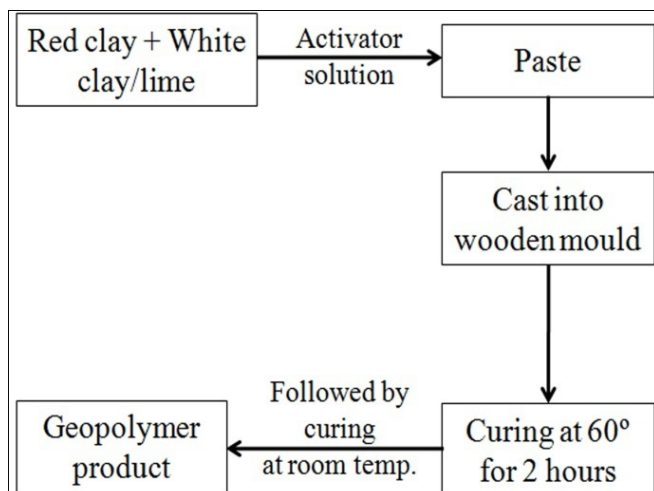 Red clay + White
clay/lime
Activator
solution
Paste
Cast into
wooden mould
Curing at 60º
for 2 hours
Followed by
curing
at room temp.
Geopolymer
product